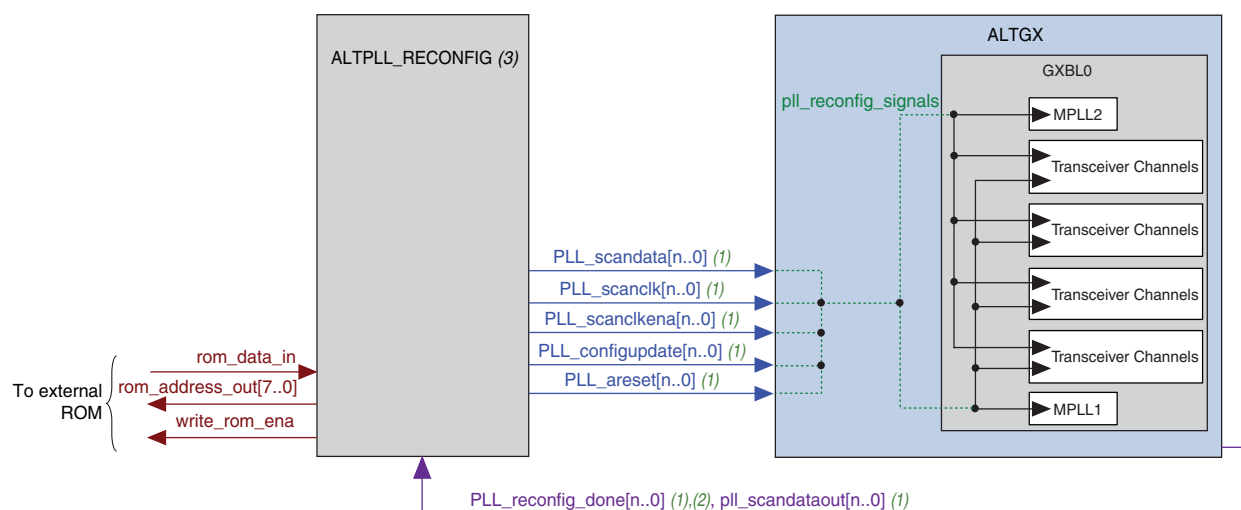 ALTPLL_RECONFIG (3)
ALTGX
GXBL0
pll_reconfig_signals
MPLL2
Transceiver Channels
Transceiver Channels
Transceiver Channels
Transceiver Channels
MPLL1
PLL_scandata[n..0] (1)
PLL_scanclk[n..0] (1)
PLL_scanclkena[n..0] (1)
PLL_configupdate[n..0] (1)
PLL_areset[n..0] (1)
To external
ROM
rom_data_in
rom_address_out[7..0]
write_rom_ena
PLL_reconfig_done[n..0] (1),(2), pll_scandataout[n..0] (1)